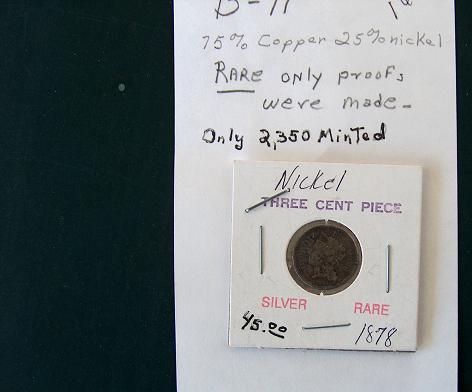 75% Copper 25% nickel
RARE only proofs
were made-
Only 2,350 Minted
Nickel
THREE CENT PIECE
SILVER RARE
45.00 1878